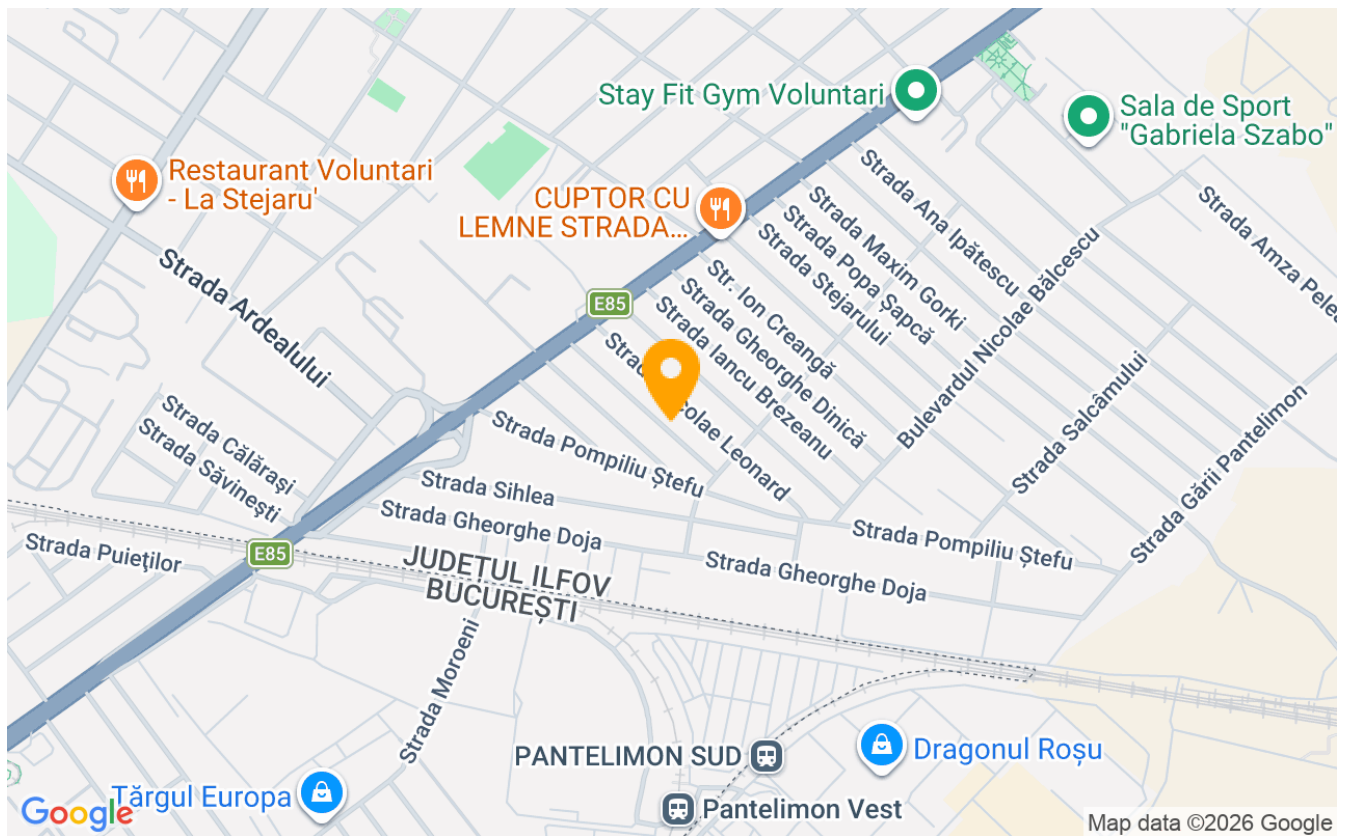 Stay Fit Gym Voluntari
Sala de Sport
"Gabriela Szabo"
Restaurant Voluntari
- La Stejaru'
CUPTOR CU
LEMNE STRADA...
Strada Ana Ipătescu
Strada Maxim Gorki
Strada Popa Șapcă
Strada Stejarului
Strada Amza Pelea
Bulevardul Nicolae Bălcescu
Str. Ion Creangă
Strada Gheorghe Dinică
Strada Iancu Brezeanu
E85
Strada Ardealului
Strada Salcâmului
Strada Gării Pantelimon
Strada Călărași
Strada Săvinești
Strada Pompiliu Ștefu
Strada Sihlea
Strada Gheorghe Doja
Strada Pompiliu Ștefu
Strada Gheorghe Doja
E85
Strada Puieţilor
JUDETUL ILFOV
BUCUREȘTI
Strada Moroeni
PANTELIMON SUD
Dragonul Roșu
Târgul Europa
Pantelimon Vest
Google
Map data ©2026 Google